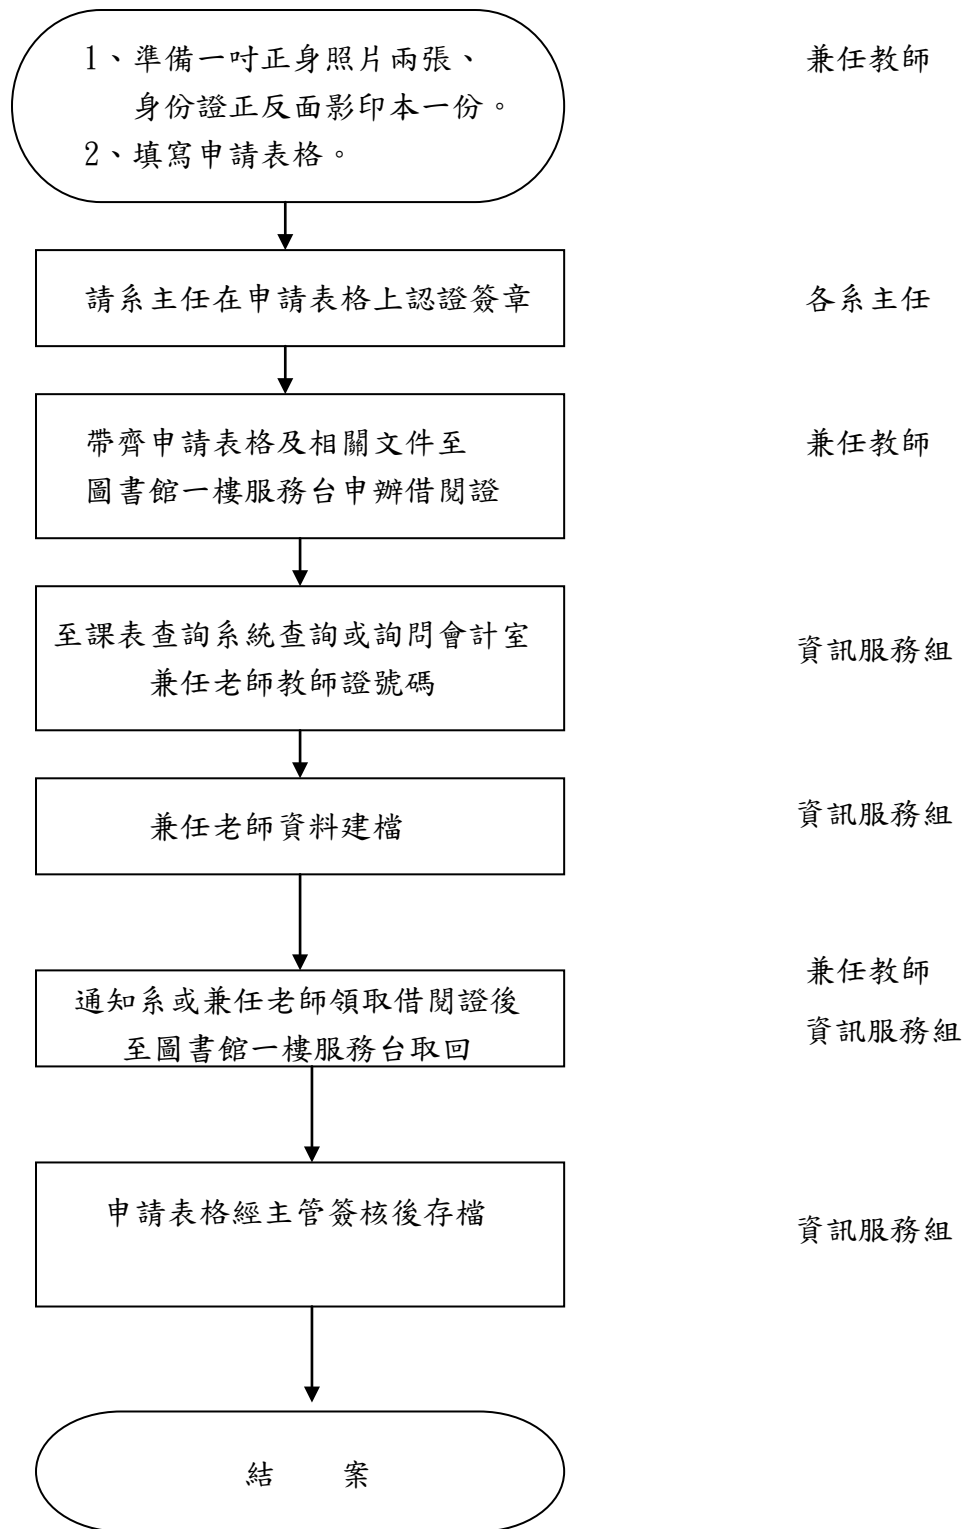 1、準備一吋正身照片兩張、
身份證正反面影印本一份。
2、填寫申請表格。
兼任教師
請系主任在申請表格上認證簽章
各系主任
帶齊申請表格及相關文件至
圖書館一樓服務台申辦借閱證
兼任教師
至課表查詢系統查詢或詢問會計室
兼任老師教師證號碼
資訊服務組
兼任老師資料建檔
資訊服務組
通知系或兼任老師領取借閱證後
至圖書館一樓服務台取回
兼任教師
資訊服務組
申請表格經主管簽核後存檔
資訊服務組
結 案